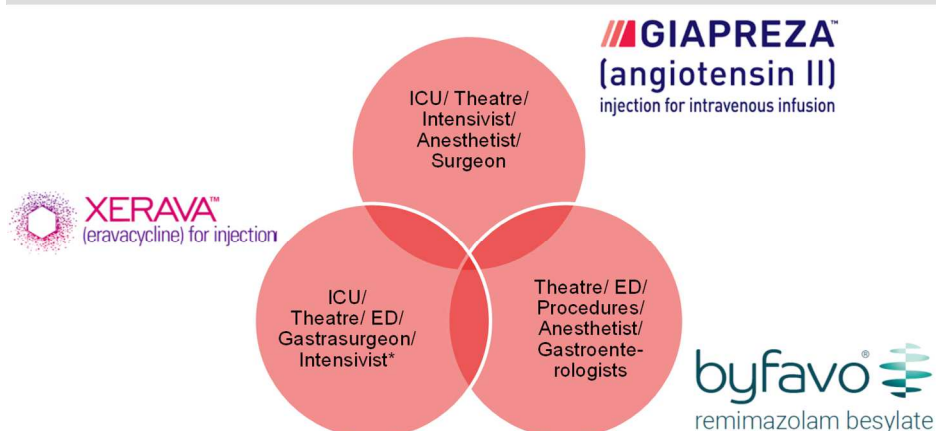 GIAPREZA™
(angiotensin II)
injection for intravenous infusion
ICU/ Theatre/
Intensivist/
Anesthetist/
Surgeon
XERAVA™
(eravacycline) for injection
ICU/
Theatre/ ED/
Gastrasurgeon/
Intensivist*
Theatre/ ED/
Procedures/
Anesthetist/
Gastroente-
rologists
byfavo®
remimazolam besylate